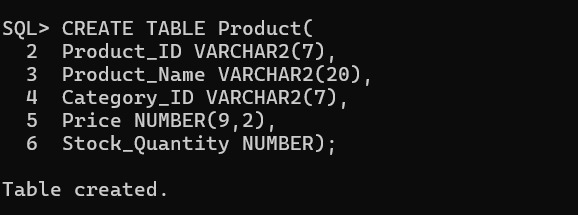 SQL> CREATE TABLE Product(
  2  Product_ID VARCHAR2(7),
  3  Product_Name VARCHAR2(20),
  4  Category_ID VARCHAR2(7),
  5  Price NUMBER(9,2),
  6  Stock_Quantity NUMBER);

Table created.